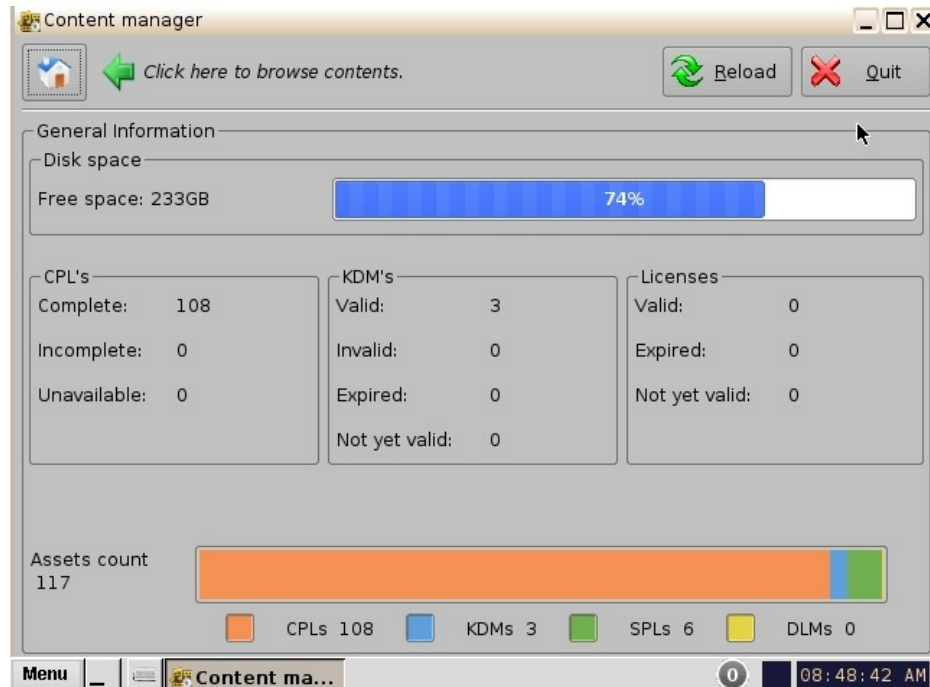 Content manager
Click here to browse contents.
Reload
Quit
General Information
Disk space
Free space: 233GB
74%
CPL's
Complete: 108
Incomplete: 0
Unavailable: 0
KDM's
Valid: 3
Invalid: 0
Expired: 0
Not yet valid: 0
Licenses
Valid: 0
Expired: 0
Not yet valid: 0
Assets count
117
CPLs 108
KDMs 3
SPLs 6
DLMs 0
Menu
Content ma...
0
08:48:42 AM